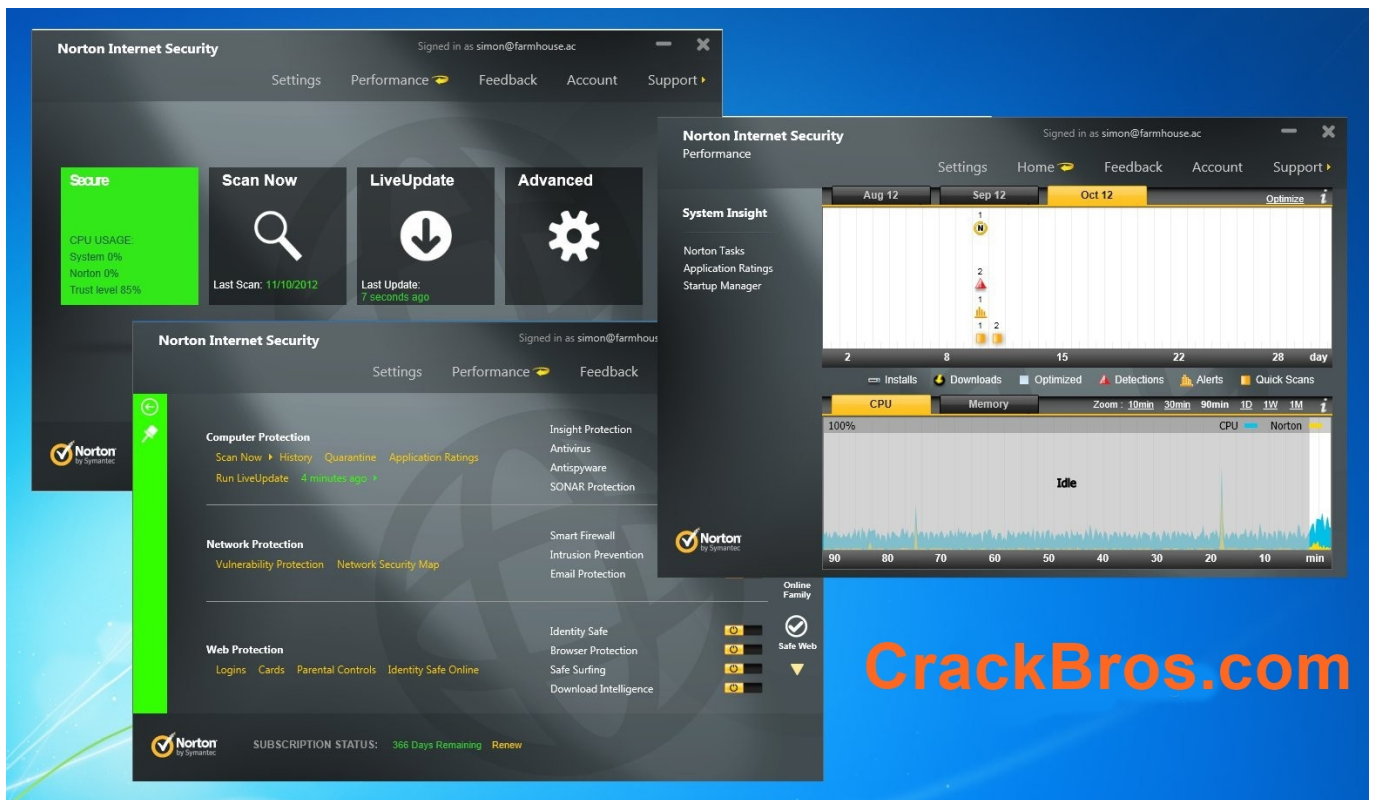 Norton Internet Security
Signed in as simon@farmhouse.ac
Settings Performance Feedback Account Support
Secure
CPU USAGE:
System 0%
Norton 0%
Trust level 85%
Scan Now
Last Scan: 11/10/2012
LiveUpdate
Last Update:
7 seconds ago
Advanced
Norton
by Symantec
Norton Internet Security
Performance
Signed in as simon@farmhouse.ac
Settings Home Feedback Account Support
System Insight
Norton Tasks
Application Ratings
Startup Manager
Aug 12 Sep 12 Oct 12 Optimize i
1
N
2
1
1 2
2 8 15 22 28 day
Installs Downloads Optimized Detections Alerts Quick Scans
CPU Memory Zoom : 10min 30min 90min 1D 1W 1M i
100% CPU Norton
Idle
90 80 70 60 50 40 30 20 10 min
Norton
by Symantec
Norton Internet Security
Signed in as simon@farmhous
Settings Performance Feedback
Computer Protection
Scan Now History Quarantine Application Ratings
Run LiveUpdate 4 minutes ago
Insight Protection
Antivirus
Antispyware
SONAR Protection
Network Protection
Vulnerability Protection Network Security Map
Smart Firewall
Intrusion Prevention
Email Protection
Online
Family
Web Protection
Logins Cards Parental Controls Identity Safe Online
Identity Safe
Browser Protection
Safe Surfing
Download Intelligence
Safe Web
Norton
by Symantec
SUBSCRIPTION STATUS: 366 Days Remaining Renew
CrackBros.com